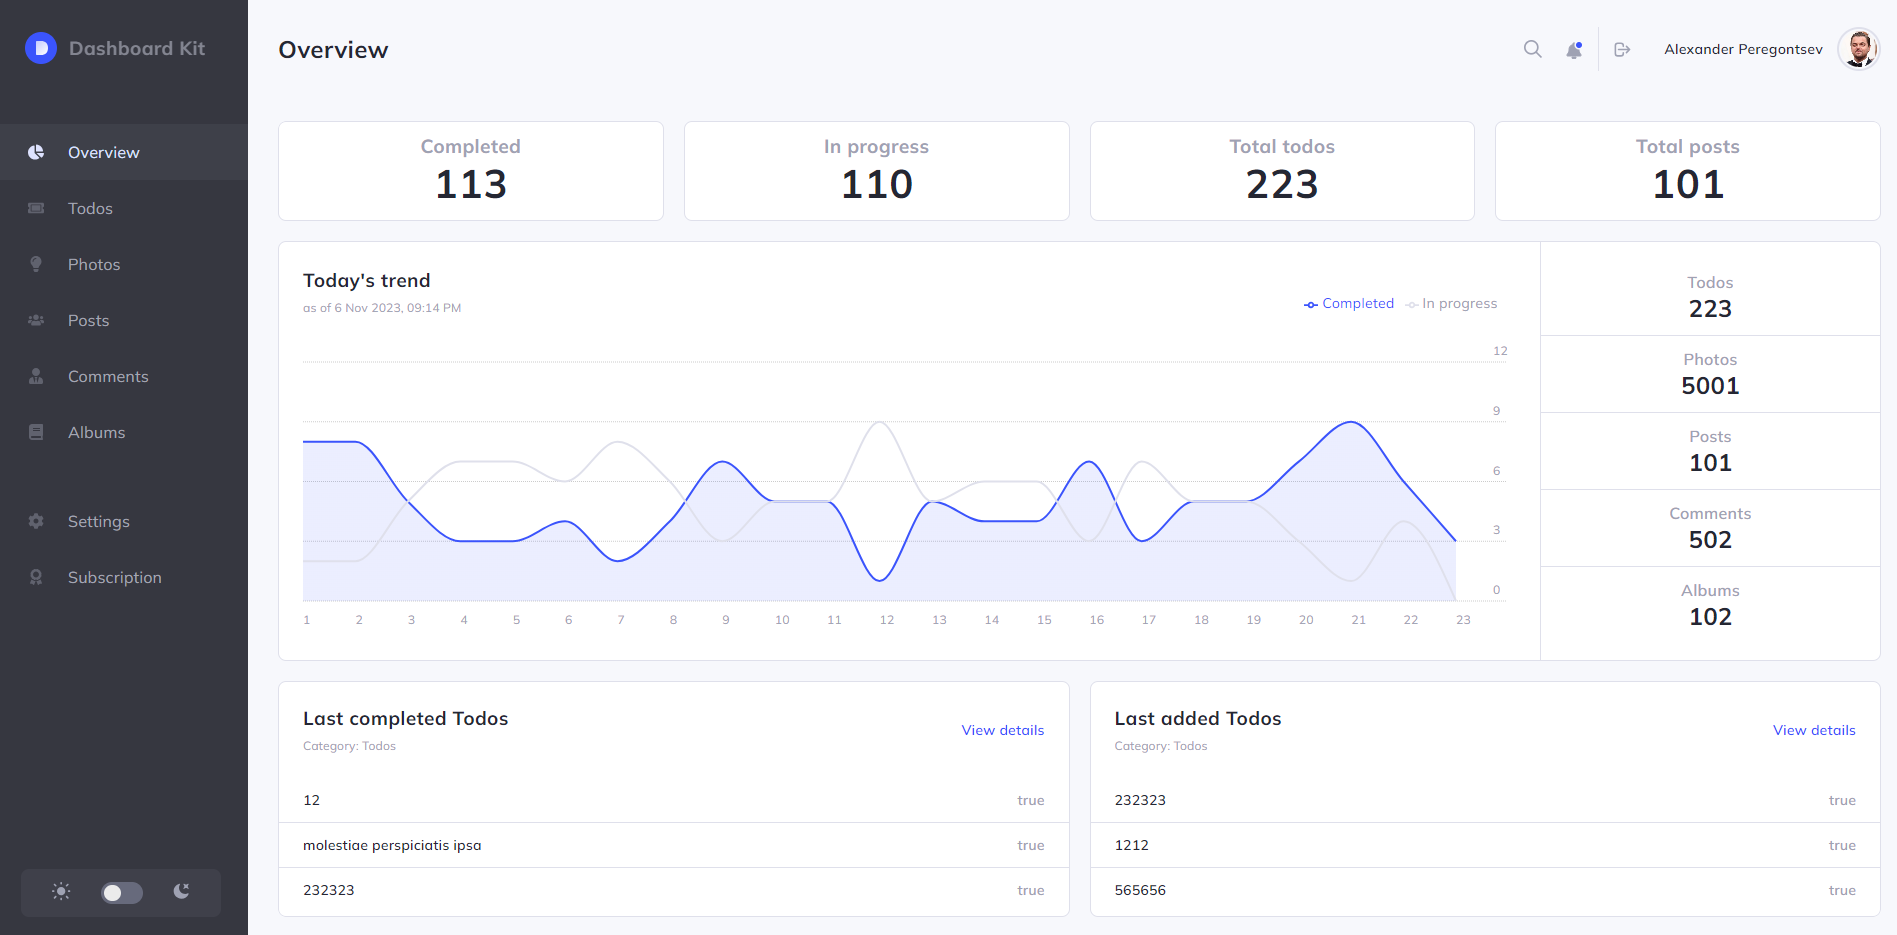 Dashboard Kit
Overview
Todos
Photos
Posts
Comments
Albums
Settings
Subscription
Overview
Alexander Peregontsev
Completed
113
In progress
110
Total todos
223
Total posts
101
Today's trend
as of 6 Nov 2023, 09:14 PM
Completed
In progress
12
9
6
3
0
1 2 3 4 5 6 7 8 9 10 11 12 13 14 15 16 17 18 19 20 21 22 23
Todos
223
Photos
5001
Posts
101
Comments
502
Albums
102
Last completed Todos
Category: Todos
View details
12 true
molestiae perspiciatis ipsa true
232323 true
Last added Todos
Category: Todos
View details
232323 true
1212 true
565656 true